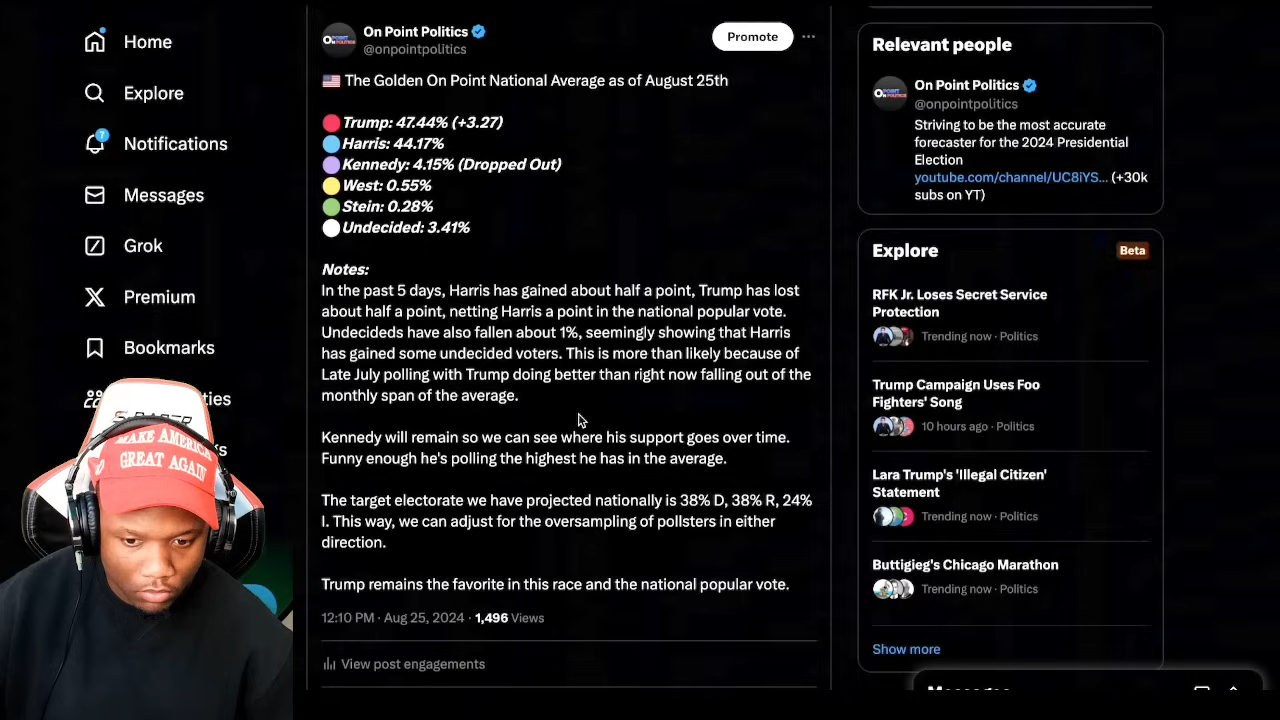 Home
Explore
Notifications
7
Messages
Grok
Premium
Bookmarks
On Point Politics
@onpointpolitics
Promote
The Golden On Point National Average as of August 25th
Trump: 47.44% (+3.27)
Harris: 44.17%
Kennedy: 4.15% (Dropped Out)
West: 0.55%
Stein: 0.28%
Undecided: 3.41%
Notes:
In the past 5 days, Harris has gained about half a point, Trump has lost
about half a point, netting Harris a point in the national popular vote.
Undecideds have also fallen about 1%, seemingly showing that Harris
has gained some undecided voters. This is more than likely because of
Late July polling with Trump doing better than right now falling out of the
monthly span of the average.
Kennedy will remain so we can see where his support goes over time.
Funny enough he's polling the highest he has in the average.
The target electorate we have projected nationally is 38% D, 38% R, 24%
I. This way, we can adjust for the oversampling of pollsters in either
direction.
Trump remains the favorite in this race and the national popular vote.
12:10 PM · Aug 25, 2024 · 1,496 Views
View post engagements
Relevant people
On Point Politics
@onpointpolitics
Striving to be the most accurate
forecaster for the 2024 Presidential
Election
youtube.com/channel/UC8iYS... (+30k
subs on YT)
Explore
Beta
RFK Jr. Loses Secret Service
Protection
Trending now · Politics
Trump Campaign Uses Foo
Fighters' Song
10 hours ago · Politics
Lara Trump's 'Illegal Citizen'
Statement
Trending now · Politics
Buttigieg's Chicago Marathon
Trending now · Politics
Show more
Messages
MAKE AMERICA
GREAT AGAIN